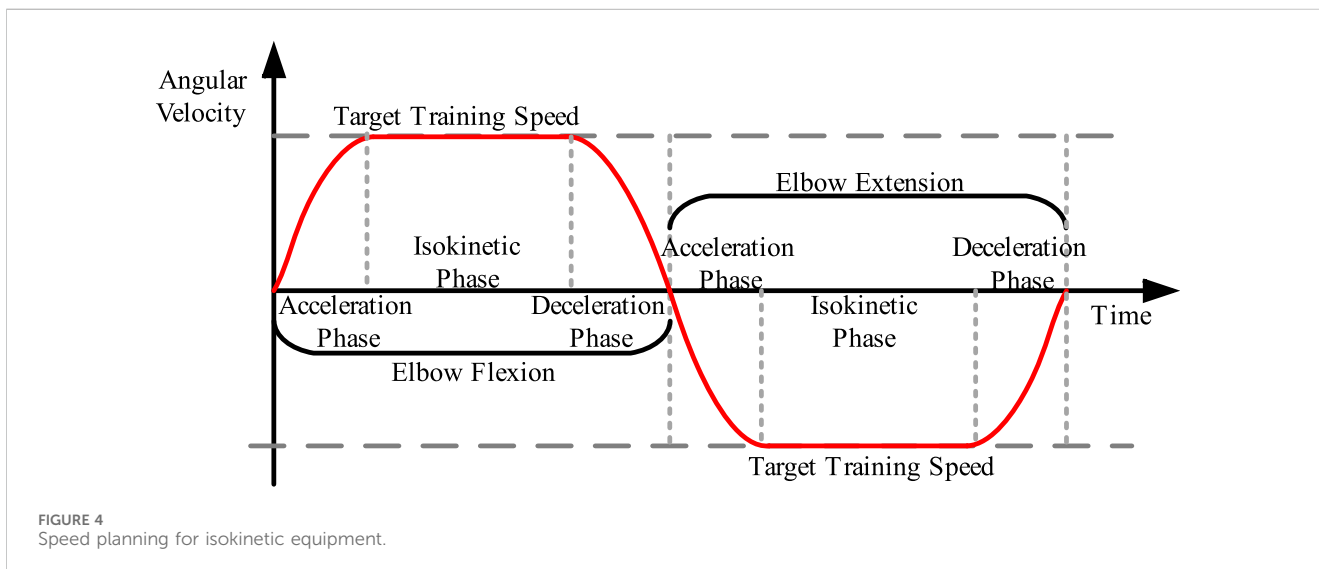 Angular
Velocity
Target Training Speed
Elbow Extension
Isokinetic
Phase
Acceleration
Phase
Deceleration
Phase
Acceleration
Phase
Deceleration
Phase
Isokinetic
Phase
Time
Elbow Flexion
Target Training Speed
FIGURE 4
Speed planning for isokinetic equipment.